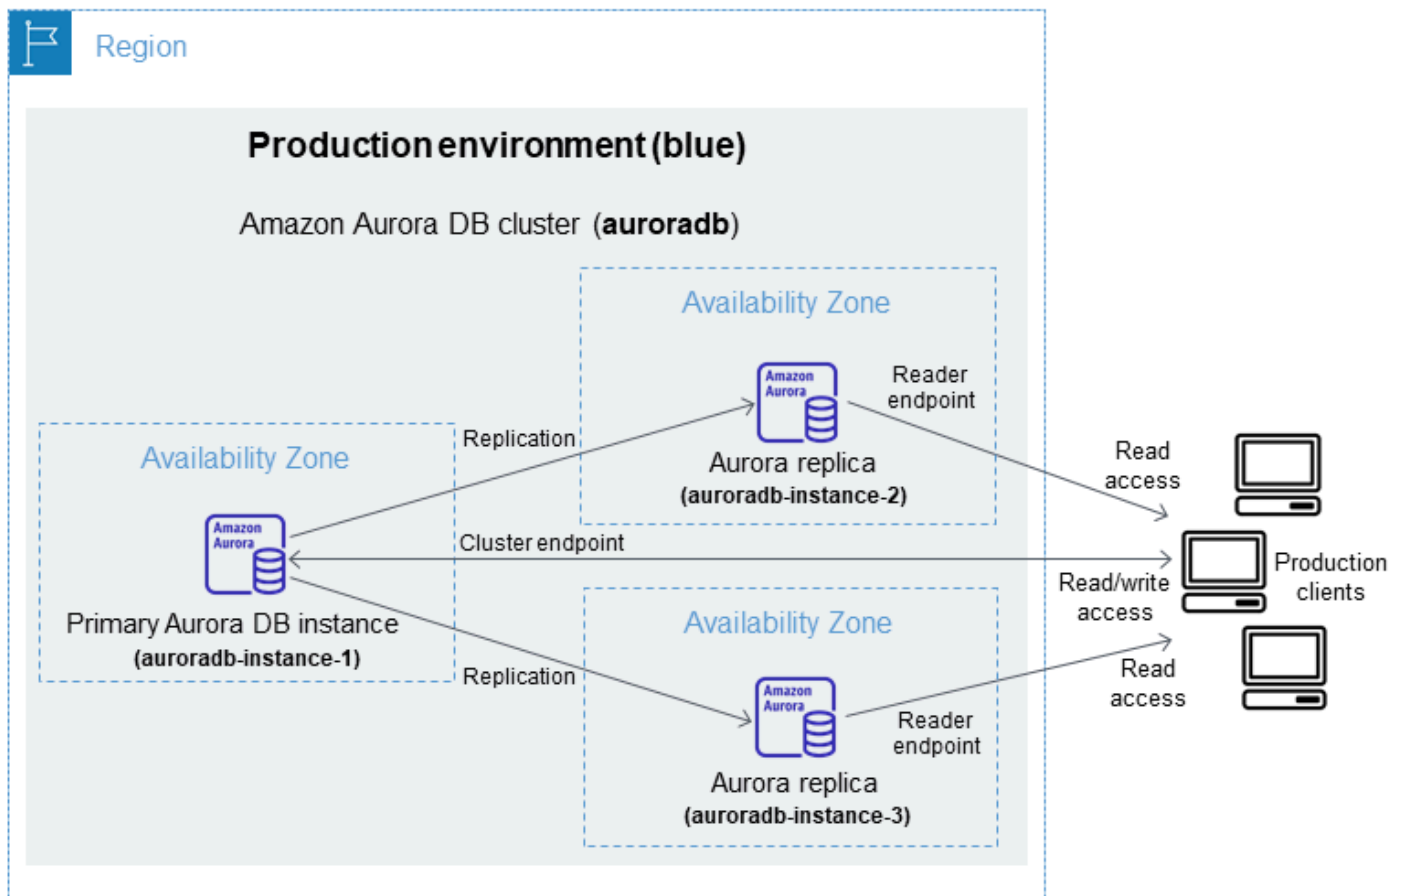 Region
Production environment (blue)
Amazon Aurora DB cluster (auroradb)
Availability Zone
Amazon
Aurora
Reader
endpoint
Aurora replica
(auroradb-instance-2)
Replication
Availability Zone
Amazon
Aurora
Primary Aurora DB instance
(auroradb-instance-1)
Cluster endpoint
Replication
Availability Zone
Amazon
Aurora
Reader
endpoint
Aurora replica
(auroradb-instance-3)
Read
access
Read/write
access
Read
access
Production
clients